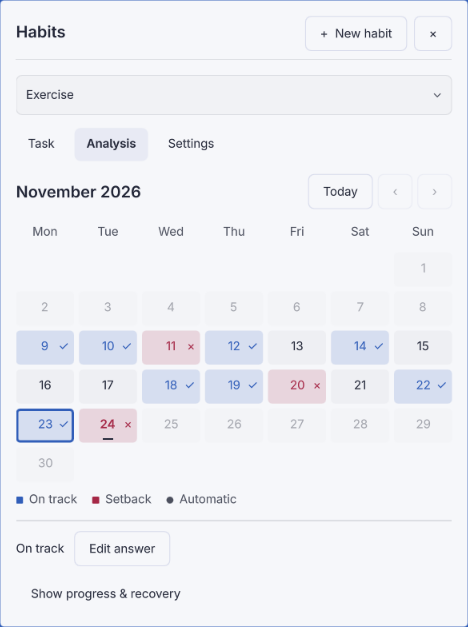 Habits
+ New habit
×
Exercise
Task Analysis Settings
November 2026
Today ‹ ›
Mon Tue Wed Thu Fri Sat Sun
1
2 3 4 5 6 7 8
9 ✓ 10 ✓ 11 × 12 ✓ 13 14 ✓ 15
16 17 18 ✓ 19 ✓ 20 × 21 22 ✓
23 ✓ 24 × 25 26 27 28 29
30
On track Setback Automatic
On track Edit answer
Show progress & recovery